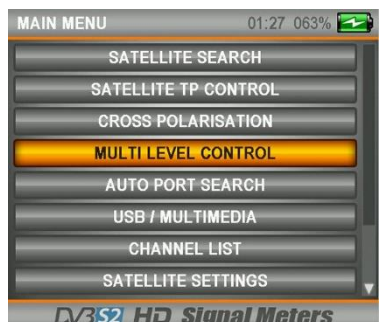 MAIN MENU 01:27 063%
SATELLITE SEARCH
SATELLITE TP CONTROL
CROSS POLARISATION
MULTI LEVEL CONTROL
AUTO PORT SEARCH
USB / MULTIMEDIA
CHANNEL LIST
SATELLITE SETTINGS
S2 HD Signal Meters